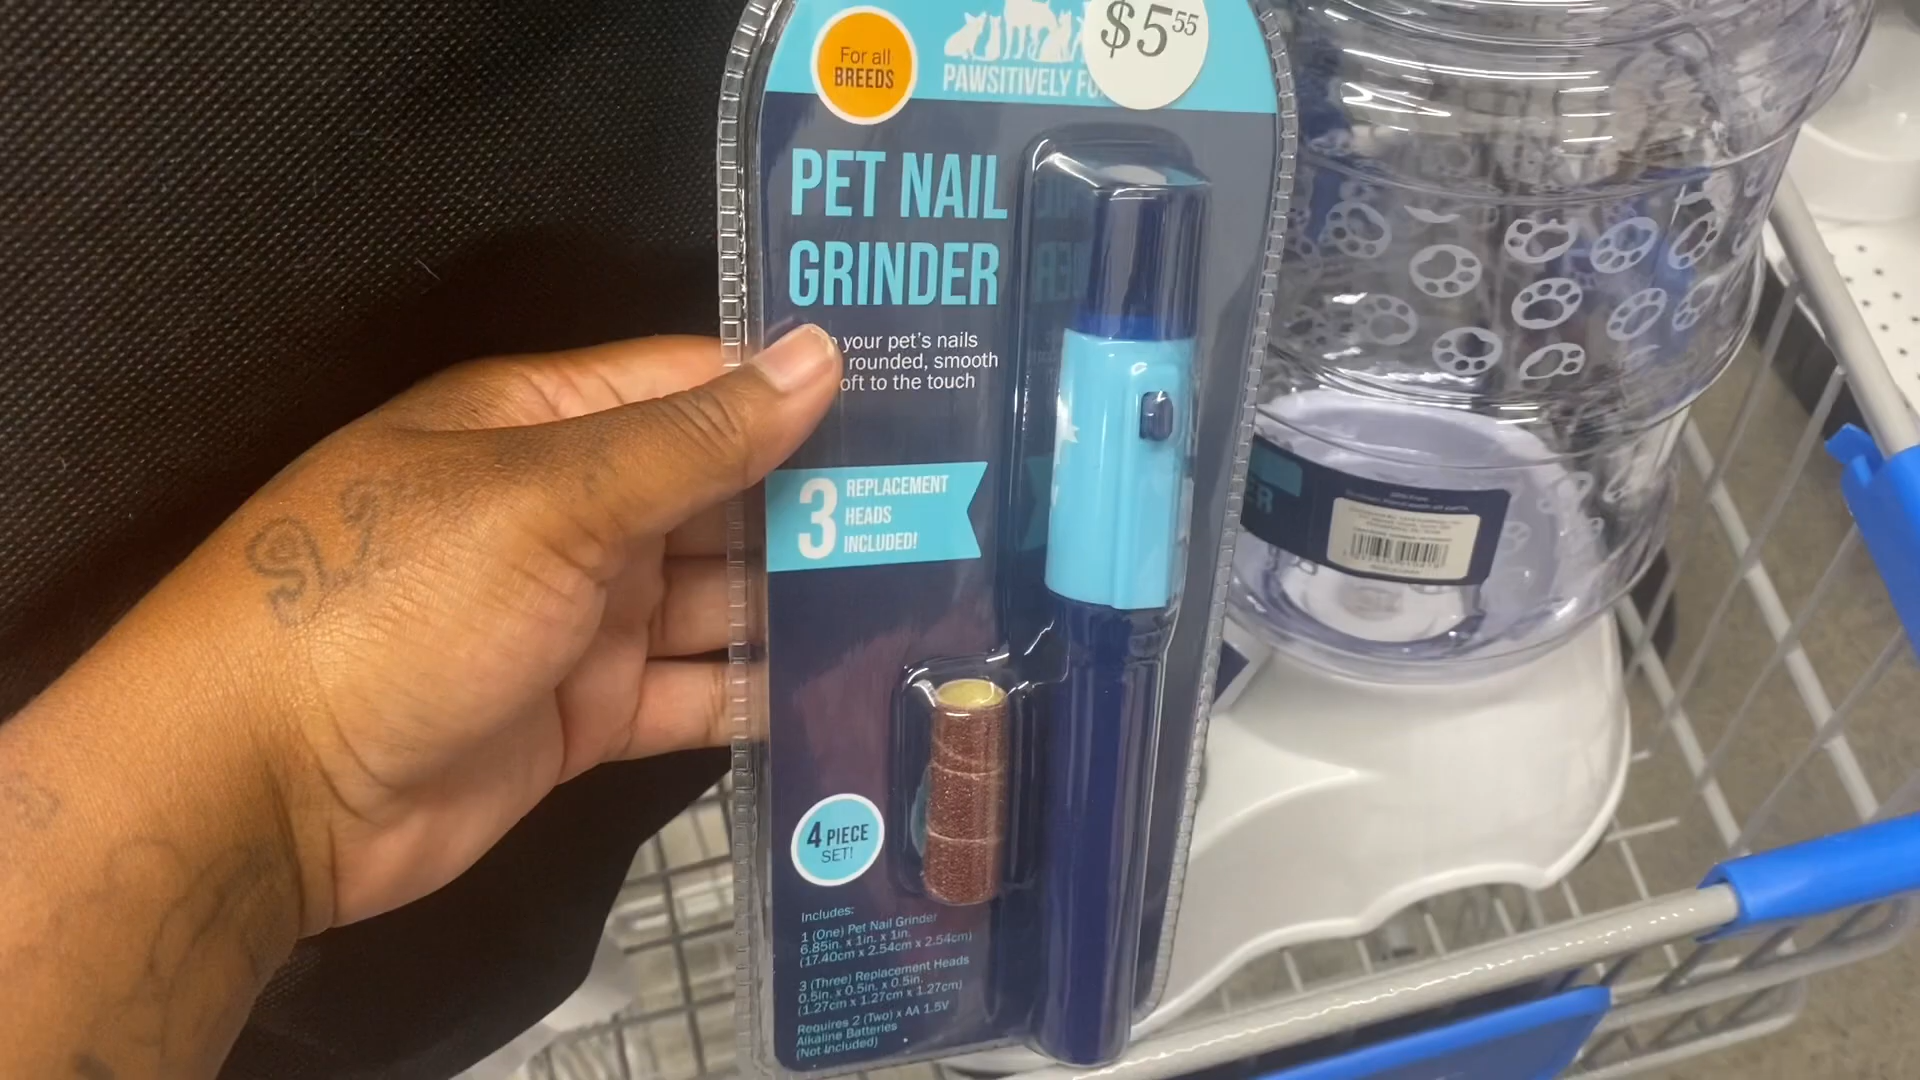 For all
BREEDS
PAWSITIVELY
$5 55
PET NAIL
GRINDER
your pet's nails
rounded, smooth
oft to the touch
3
REPLACEMENT
HEADS
INCLUDED!
4 PIECE
SET!
Includes:
1 (One) Pet Nail Grinder
6.85in. x 1in. x 1in.
(17.40cm x 2.54cm x 2.54cm)
3 (Three) Replacement Heads
0.5in. x 0.5in. x 0.5in.
(1.27cm x 1.27cm x 1.27cm)
Requires 2 (Two) x AA 1.5V
Alkaline Batteries
(Not Included)